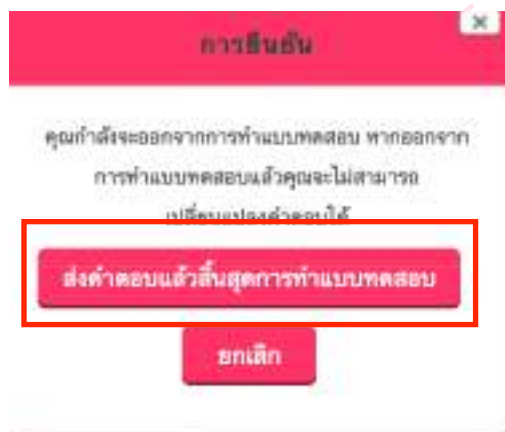 การยืนยัน
คุณกำลังจะออกจากการทำแบบทดสอบ หากออกจาก
การทำแบบทดสอบแล้วคุณจะไม่สามารถ
เปลี่ยนแปลงคำตอบได้
ส่งคำตอบแล้วสิ้นสุดการทำแบบทดสอบ
ยกเลิก